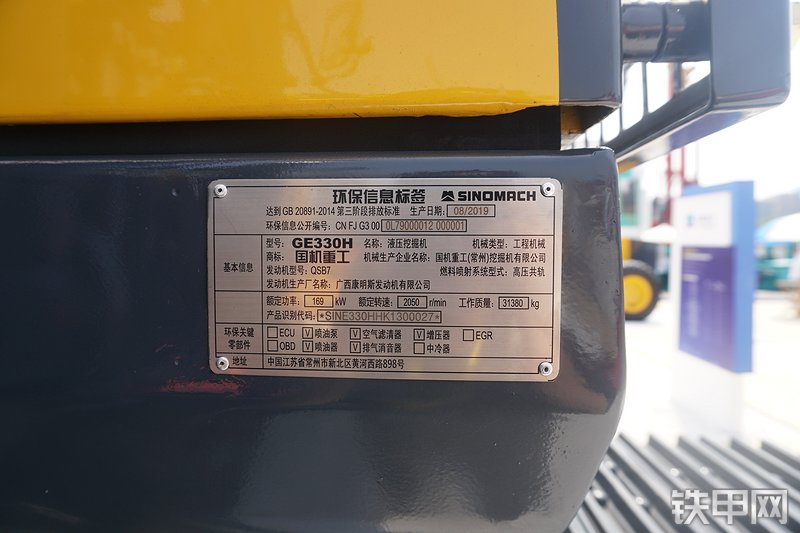 环保信息标签 SINOMACH
达到 GB 20891-2014 第三阶段排放标准 生产日期: 08/2019
环保信息公开编号: CN FJ G3 00 0L79000012 000001
基本信息
型号: GE330H 名称: 液压挖掘机 机械类型: 工程机械
商标: 国机重工 机械生产企业名称: 国机重工(常州)挖掘机有限公司
发动机型号: QSB7 燃料喷射系统型式: 高压共轨
发动机生产厂名称: 广西康明斯发动机有限公司
额定功率: 169 kW 额定转速: 2050 r/min 工作质量: 31380 kg
产品识别代码: *SINE330HHK1300027*
环保关键零部件
ECU V 喷油泵 V 空气滤清器 V 增压器 EGR
OBD V 喷油器 V 排气消音器 中冷器
地址 中国江苏省常州市新北区黄河西路898号
铁甲网